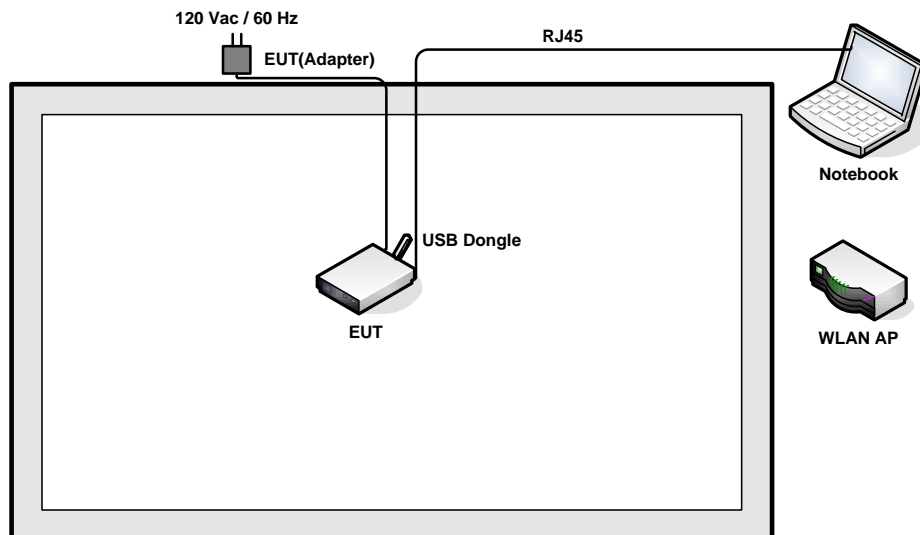 120 Vac / 60 Hz
EUT(Adapter)
RJ45
Notebook
USB Dongle
EUT
WLAN AP